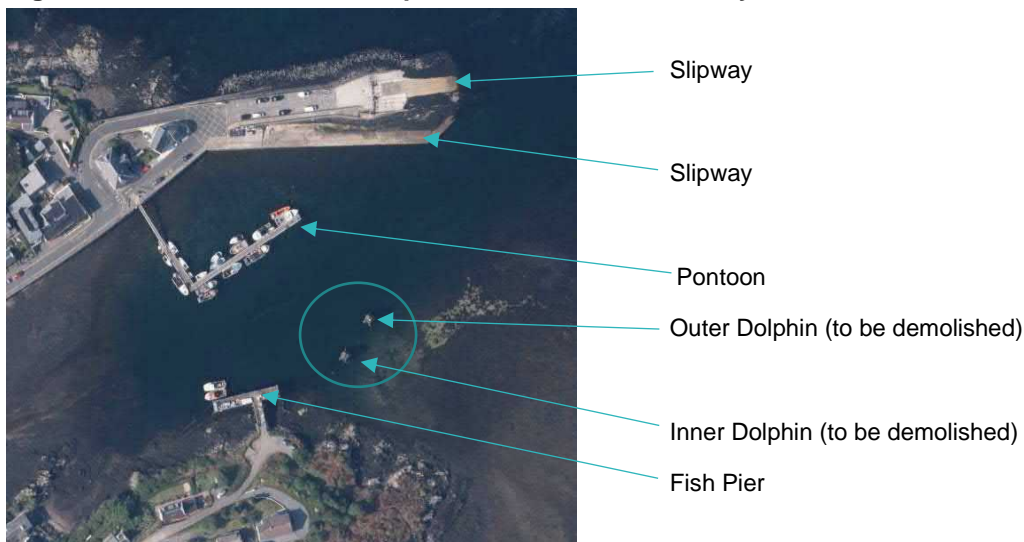 Slipway
Slipway
Pontoon
Outer Dolphin (to be demolished)
Inner Dolphin (to be demolished)
Fish Pier